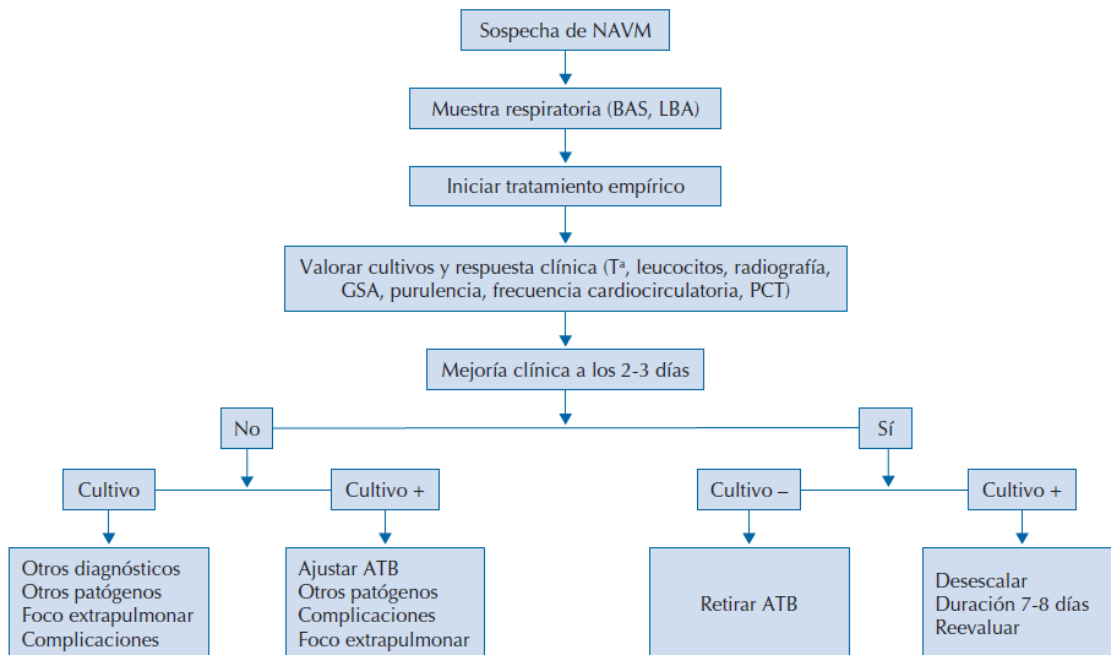 Sospecha de NAVM
Muestra respiratoria (BAS, LBA)
Iniciar tratamiento empírico
Valorar cultivos y respuesta clínica (Tª, leucocitos, radiografía,
GSA, purulencia, frecuencia cardiocirculatoria, PCT)
Mejoría clínica a los 2-3 días
No
Sí
Cultivo
Cultivo +
Cultivo –
Cultivo +
Otros diagnósticos
Otros patógenos
Foco extrapulmonar
Complicaciones
Ajustar ATB
Otros patógenos
Complicaciones
Foco extrapulmonar
Retirar ATB
Desescalar
Duración 7-8 días
Reevaluar